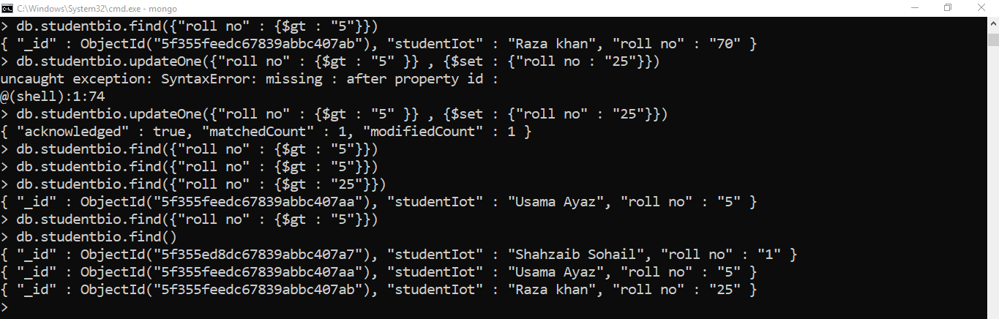 C:\Windows\System32\cmd.exe - mongo
> db.studentbio.find({"roll no" : {$gt : "5"}})
{ "_id" : ObjectId("5f355feedc67839abbc407ab"), "studentIot" : "Raza khan", "roll no" : "70" }
> db.studentbio.updateOne({"roll no" : {$gt : "5" }} , {$set : {"roll no : "25"}})
uncaught exception: SyntaxError: missing : after property id :
@(shell):1:74
> db.studentbio.updateOne({"roll no" : {$gt : "5" }} , {$set : {"roll no" : "25"}})
{ "acknowledged" : true, "matchedCount" : 1, "modifiedCount" : 1 }
> db.studentbio.find({"roll no" : {$gt : "5"}})
> db.studentbio.find({"roll no" : {$gt : "5"}})
> db.studentbio.find({"roll no" : {$gt : "25"}})
{ "_id" : ObjectId("5f355feedc67839abbc407aa"), "studentIot" : "Usama Ayaz", "roll no" : "5" }
> db.studentbio.find({"roll no" : {$gt : "5"}})
> db.studentbio.find()
{ "_id" : ObjectId("5f355ed8dc67839abbc407a7"), "studentIot" : "Shahzaib Sohail", "roll no" : "1" }
{ "_id" : ObjectId("5f355feedc67839abbc407aa"), "studentIot" : "Usama Ayaz", "roll no" : "5" }
{ "_id" : ObjectId("5f355feedc67839abbc407ab"), "studentIot" : "Raza khan", "roll no" : "25" }
>